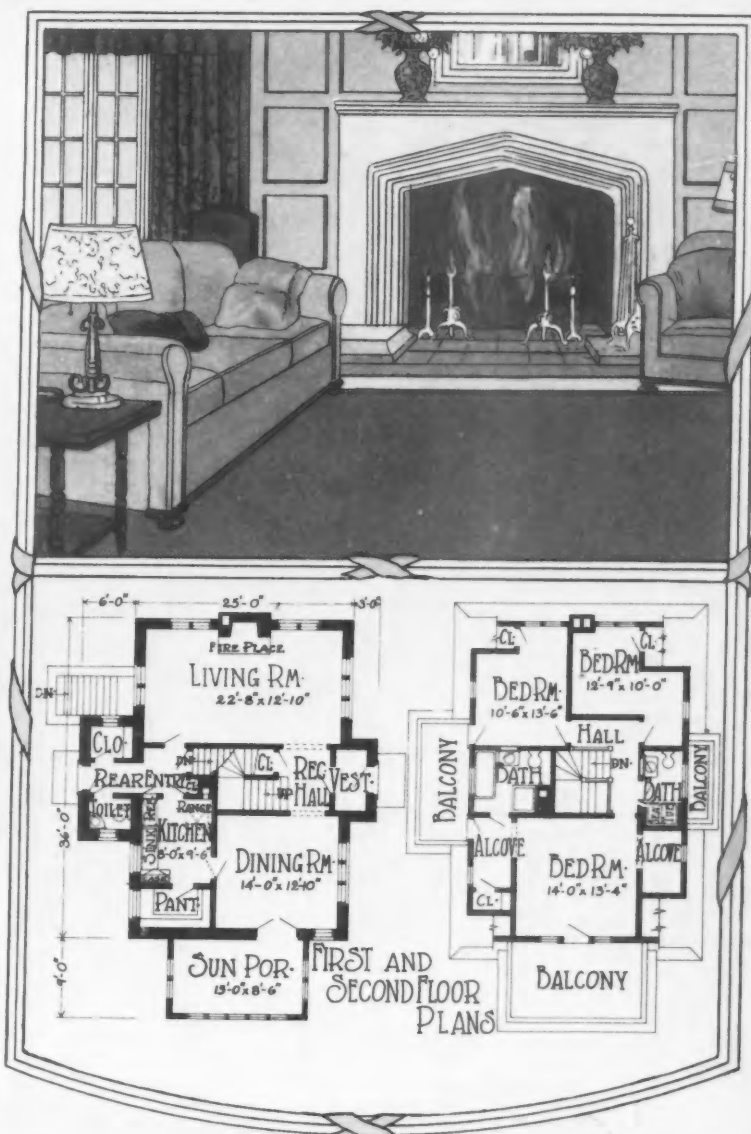 6'-0" 25'-0" 3'-0"
FIRE PLACE
LIVING RM.
22'-8" x 12'-10"
DN
CLO
REAR ENTRY
DN
CL
REC
HALL
VEST.
UP
TOILET
CL
RANGE
KITCHEN
8'-0" x 9'-6"
36'-0"
DINING RM.
14'-0" x 12'-10"
PANT.
9'-0"
SUN POR.
13'-0" x 8'-6"
FIRST AND
SECOND FLOOR
PLANS
CL.
BED RM.
10'-6" x 13'-6"
CL.
BED RM.
12'-9" x 10'-0"
HALL
BALCONY
BATH
DN
BATH
BALCONY
ALCOVE
CL.
BED RM.
14'-0" x 13'-4"
ALCOVE
BALCONY